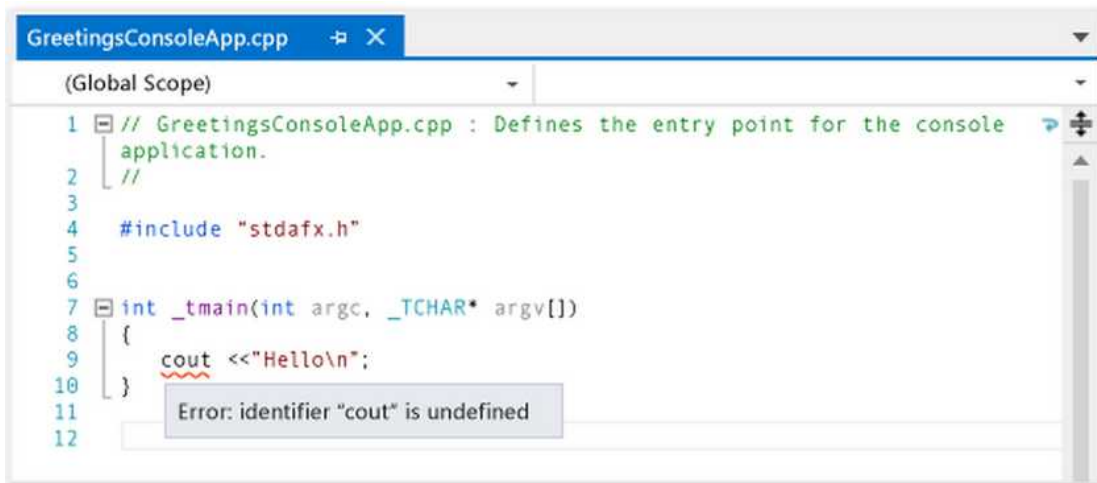 GreetingsConsoleApp.cpp
(Global Scope)
1 // GreetingsConsoleApp.cpp : Defines the entry point for the console
application.
2 //
3
4 #include "stdafx.h"
5
6
7 int _tmain(int argc, _TCHAR* argv[])
8 {
9 cout <<"Hello\n";
10 }
Error: identifier “cout” is undefined
11
12